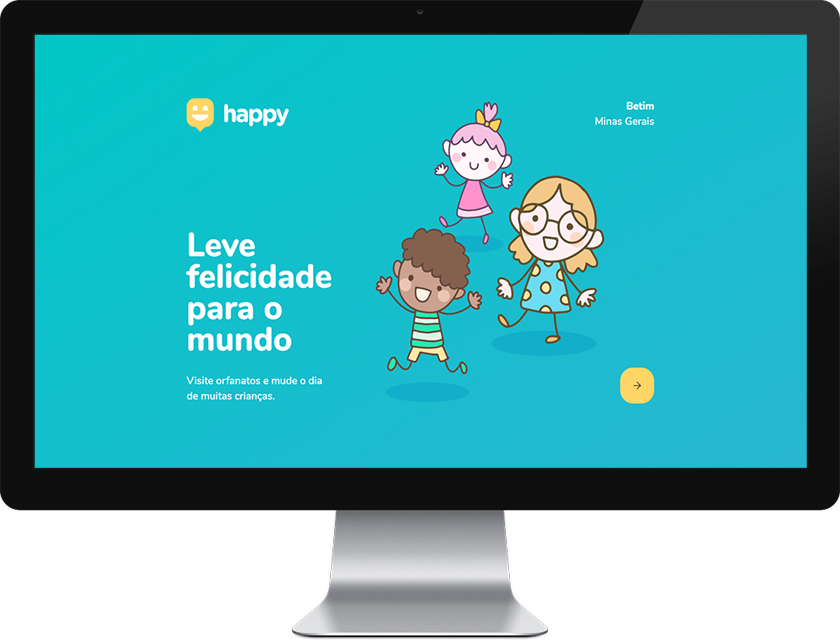 happy
Betim
Minas Gerais
Leve
felicidade
para o
mundo
Visite orfanatos e mude o dia
de muitas crianças.